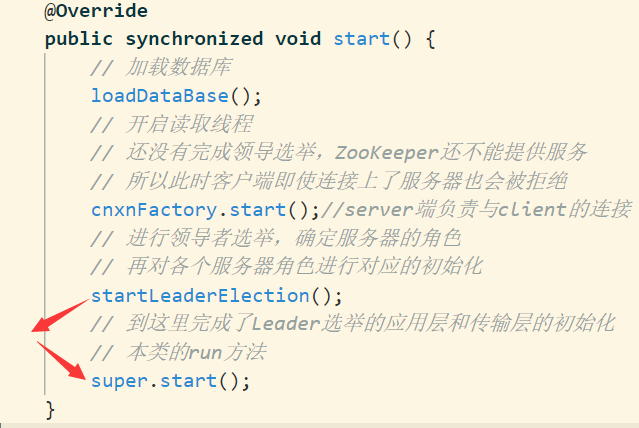 @Override
public synchronized void start() {
// 加载数据库
loadDataBase();
// 开启读取线程
// 还没有完成领导选举，ZooKeeper还不能提供服务
// 所以此时客户端即使连接上了服务器也会被拒绝
cnxnFactory.start();//server端负责与client的连接
// 进行领导者选举，确定服务器的角色
// 再对各个服务器角色进行对应的初始化
startLeaderElection();
// 到这里完成了Leader选举的应用层和传输层的初始化
// 本类的run方法
super.start();
}